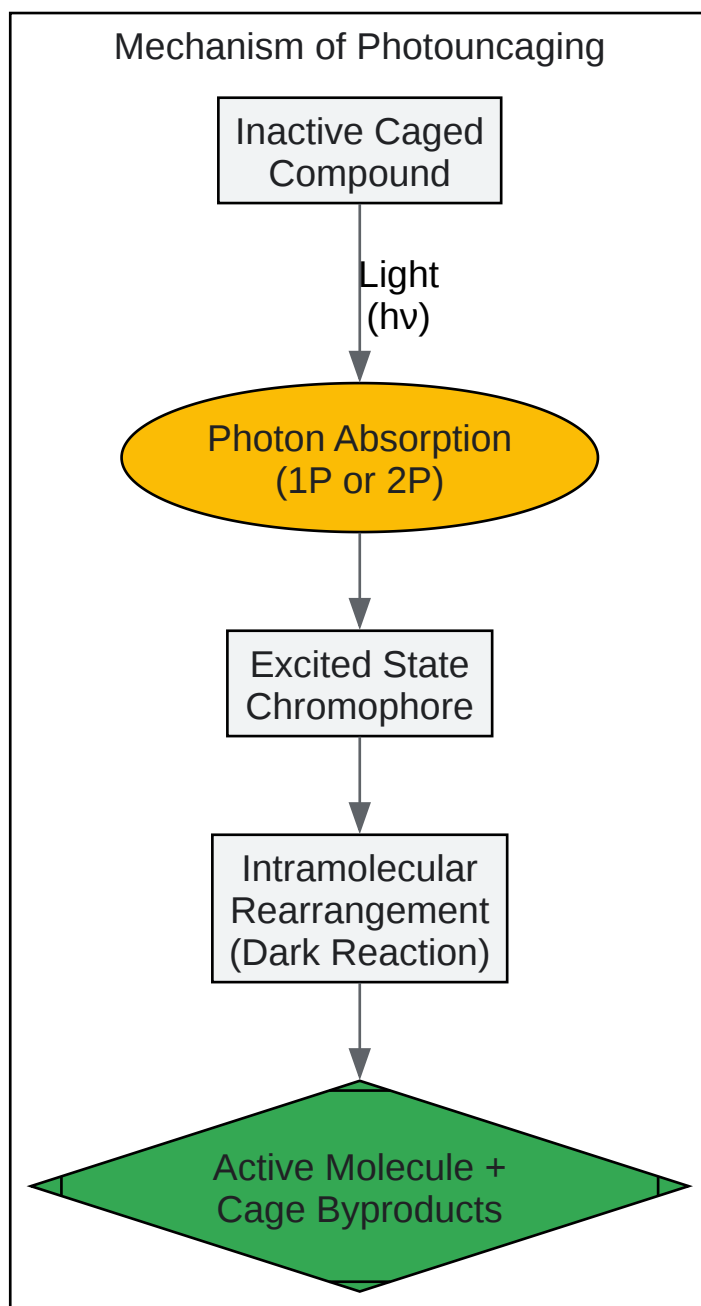 Mechanism of Photouncaging
Inactive Caged
Compound
Light
(hν)
Photon Absorption
(1P or 2P)
Excited State
Chromophore
Intramolecular
Rearrangement
(Dark Reaction)
Active Molecule +
Cage Byproducts